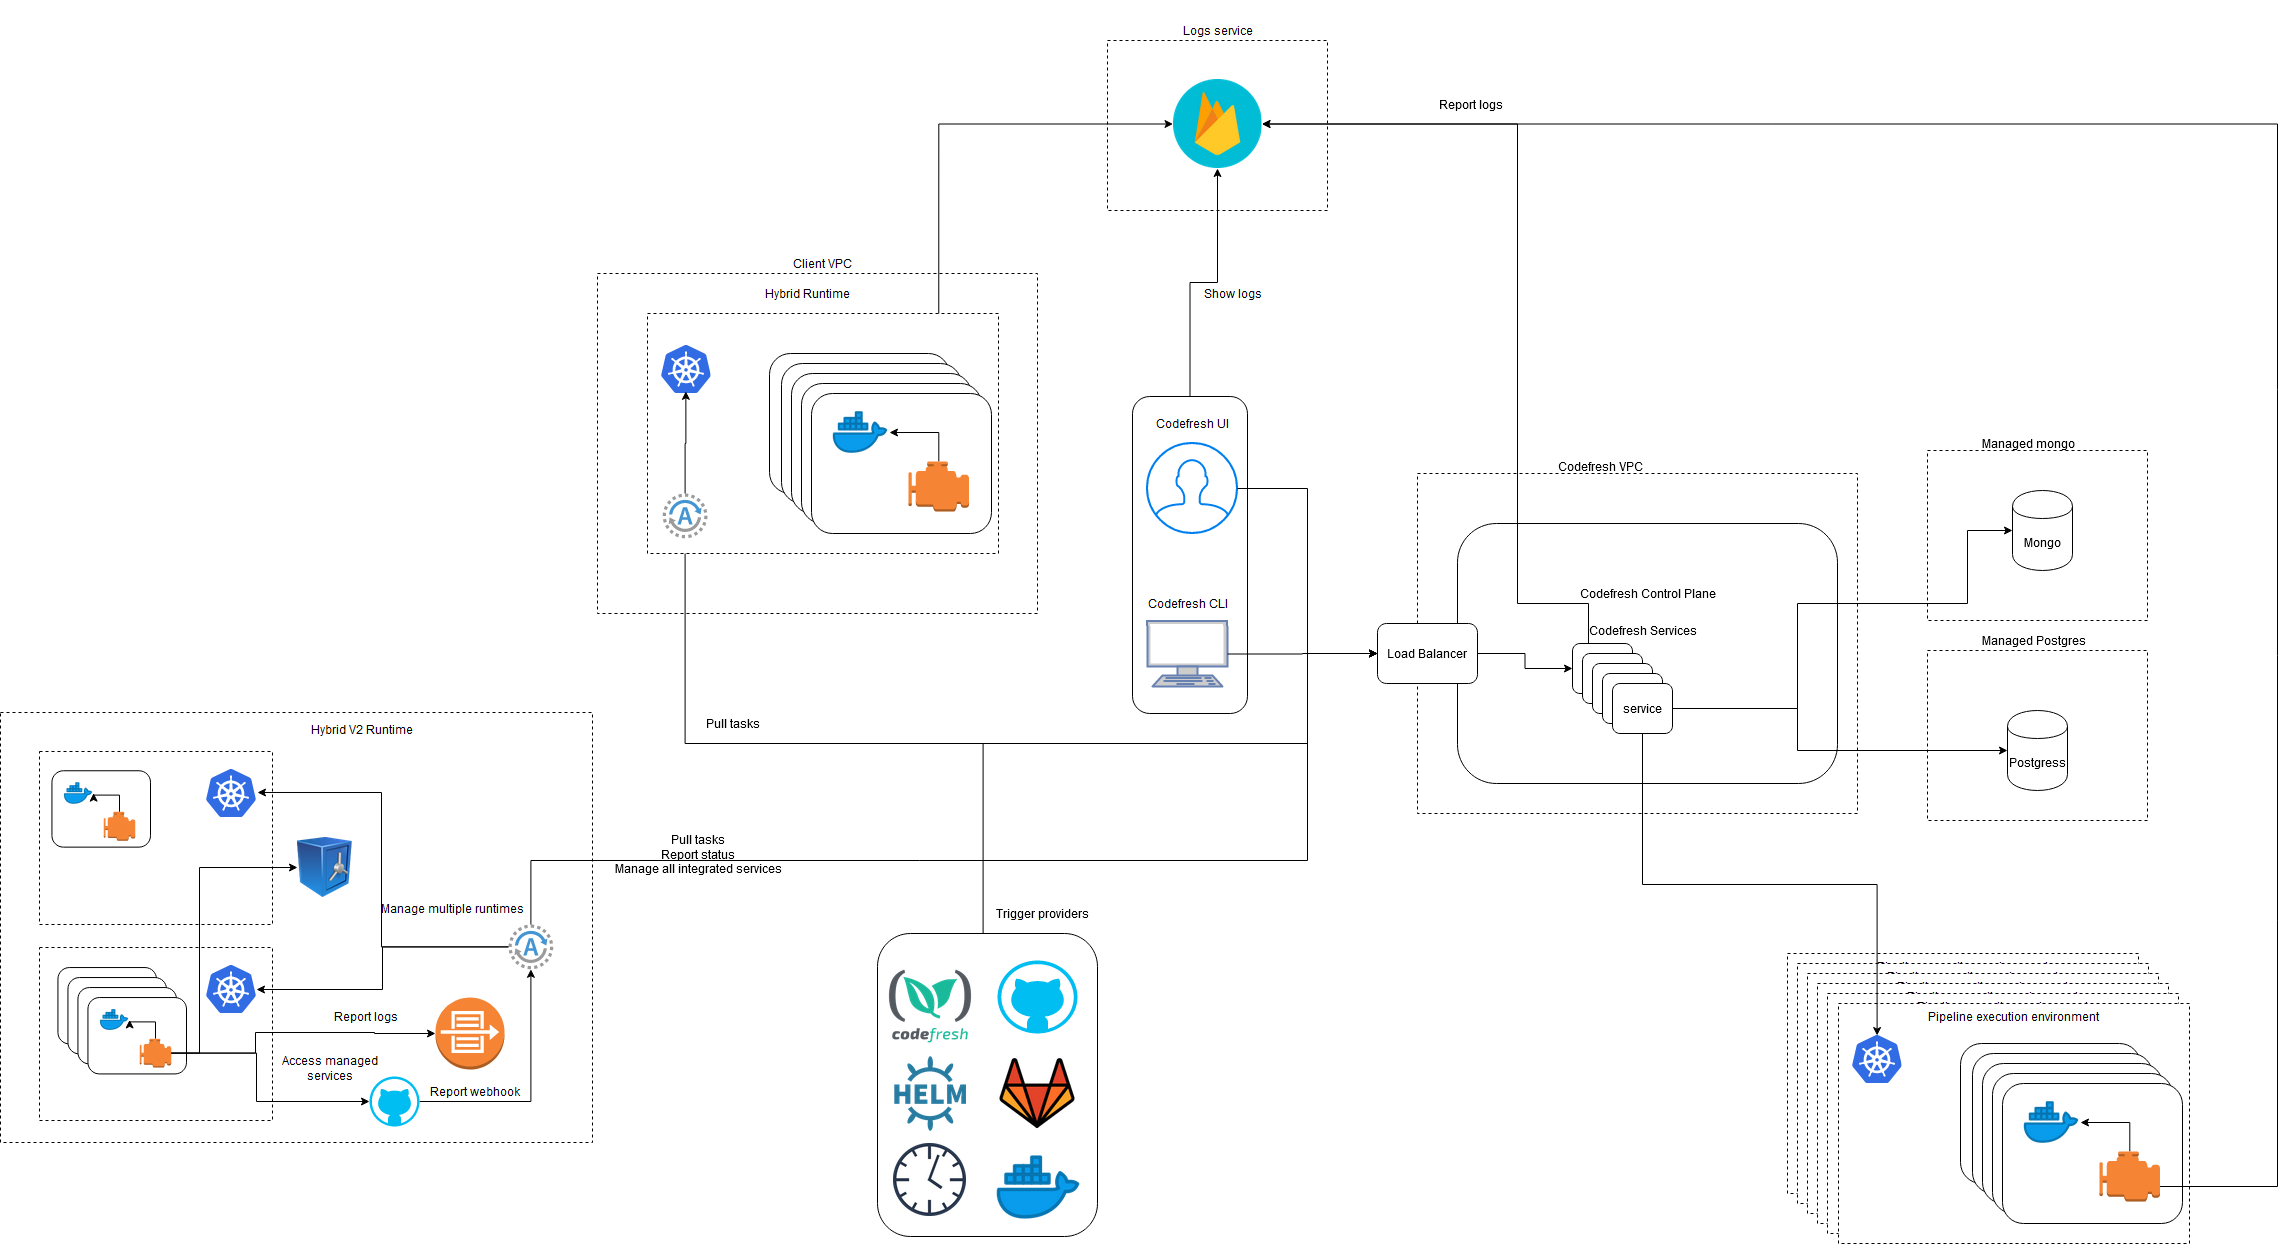 Logs service
Report logs
Client VPC
Hybrid Runtime
Show logs
A
Codefresh UI
Codefresh CLI
Codefresh VPC
Codefresh Control Plane
Codefresh Services
Load Balancer
service
Managed mongo
Mongo
Managed Postgres
Postgress
Pull tasks
Hybrid V2 Runtime
Pull tasks
Report status
Manage all integrated services
Manage multiple runtimes
A
Report logs
Access managed
services
Report webhook
Trigger providers
codefresh
HELM
Pipeline execution environment